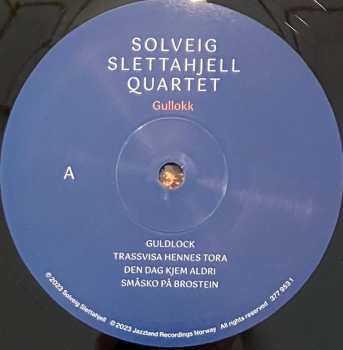 SOLVEIG
SLETTAHJELL
QUARTET
Gullokk
A
GULDLOCK
TRASSVISA HENNES TORA
DEN DAG KJEM ALDRI
SMÅSKO PÅ BROSTEIN
℗ 2023 Solveig Slettahjell © 2023 Jazzland Recordings Norway All rights reserved 377 953 1